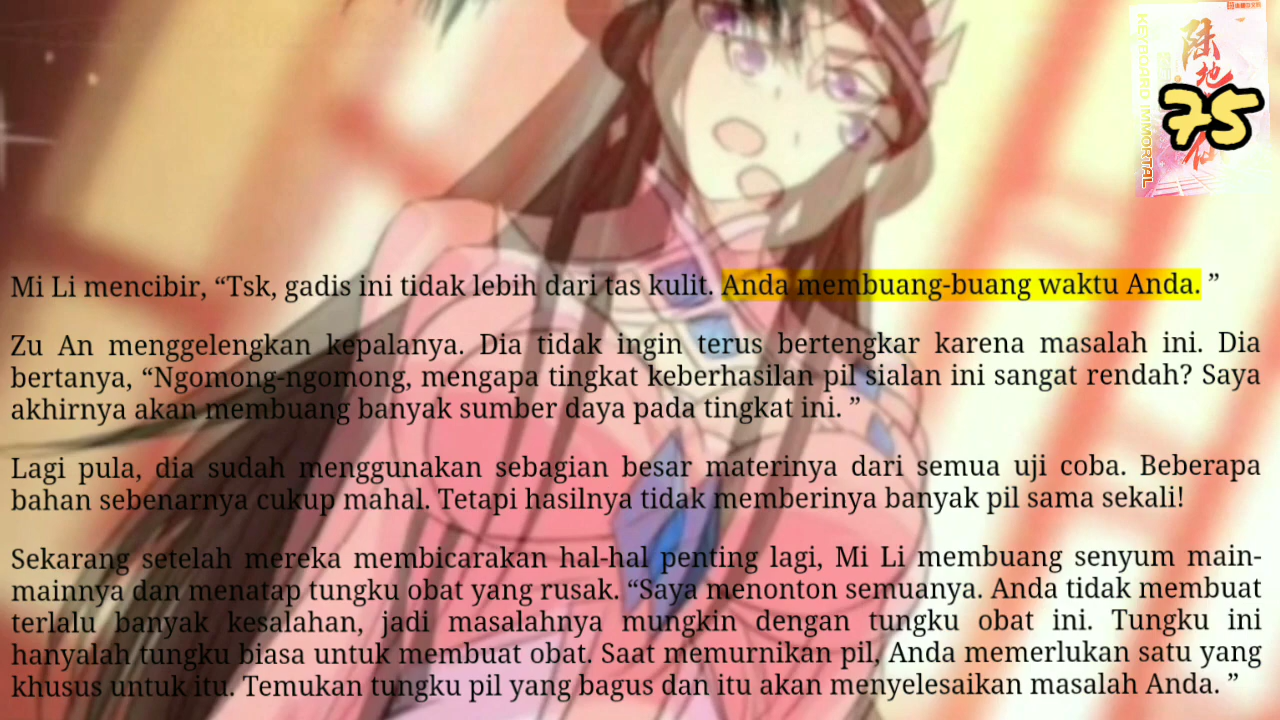 陆地
KEYBOARD IMMORTAL
75
仙
Mi Li mencibir, “Tsk, gadis ini tidak lebih dari tas kulit. Anda membuang-buang waktu Anda. ”
Zu An menggelengkan kepalanya. Dia tidak ingin terus bertengkar karena masalah ini. Dia
bertanya, “Ngomong-ngomong, mengapa tingkat keberhasilan pil sialan ini sangat rendah? Saya
akhirnya akan membuang banyak sumber daya pada tingkat ini. ”
Lagi pula, dia sudah menggunakan sebagian besar materinya dari semua uji coba. Beberapa
bahan sebenarnya cukup mahal. Tetapi hasilnya tidak memberinya banyak pil sama sekali!
Sekarang setelah mereka membicarakan hal-hal penting lagi, Mi Li membuang senyum main-
mainnya dan menatap tungku obat yang rusak. “Saya menonton semuanya. Anda tidak membuat
terlalu banyak kesalahan, jadi masalahnya mungkin dengan tungku obat ini. Tungku ini
hanyalah tungku biasa untuk membuat obat. Saat memurnikan pil, Anda memerlukan satu yang
khusus untuk itu. Temukan tungku pil yang bagus dan itu akan menyelesaikan masalah Anda. ”